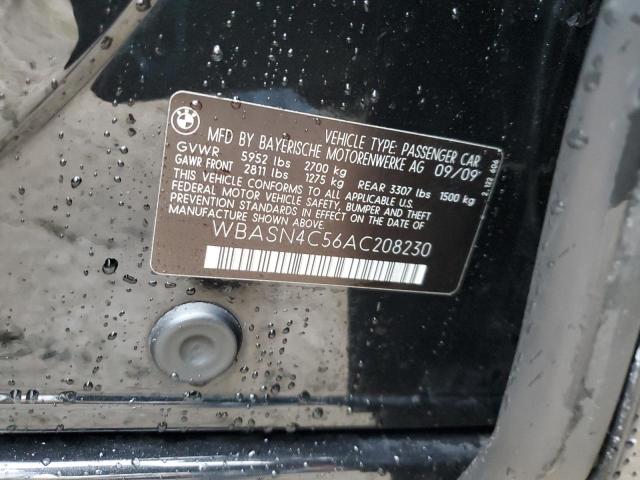 BMW
VEHICLE TYPE: PASSENGER CAR
MFD BY BAYERISCHE MOTORENWERKE AG 09/09
GVWR 5952 lbs 2700 kg
GAWR FRONT 2811 lbs 1275 kg REAR 3307 lbs 1500 kg
THIS VEHICLE CONFORMS TO ALL APPLICABLE U.S.
FEDERAL MOTOR VEHICLE SAFETY, BUMPER, AND THEFT
PREVENTION STANDARDS IN EFFECT ON THE DATE OF
MANUFACTURE SHOWN ABOVE.
WBASN4C56AC208230